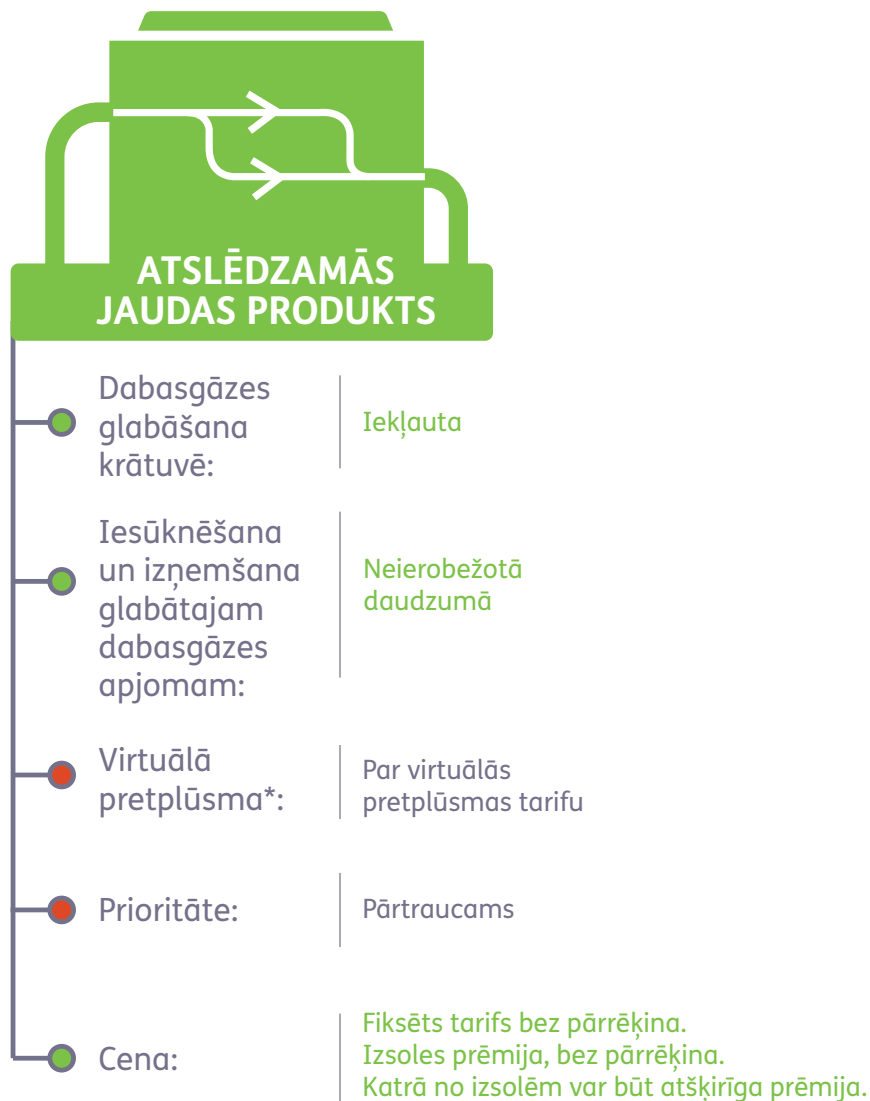 ATSLĒDZAMĀS
JAUDAS PRODUKTS
Dabasgāzes
glabāšana
krātuvē:
Iekļauta
Iesūknēšana
un izņemšana
glabātajam
dabasgāzes
apjomam:
Neierobežotā
daudzumā
Virtuālā
pretplūsma*:
Par virtuālās
pretplūsmas tarifu
Prioritāte:
Pārtraucams
Cena:
Fiksēts tarifs bez pārrēķina.
Izsoles prēmija, bez pārrēķina.
Katrā no izsolēm var būt atšķirīga prēmija.